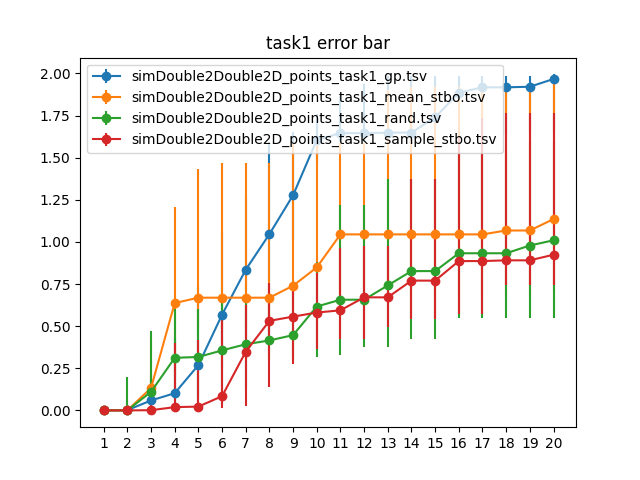 task1 error bar
simDouble2Double2D_points_task1_gp.tsv
simDouble2Double2D_points_task1_mean_stbo.tsv
simDouble2Double2D_points_task1_rand.tsv
simDouble2Double2D_points_task1_sample_stbo.tsv
2.00
1.75
1.50
1.25
1.00
0.75
0.50
0.25
0.00
1 2 3 4 5 6 7 8 9 10 11 12 13 14 15 16 17 18 19 20